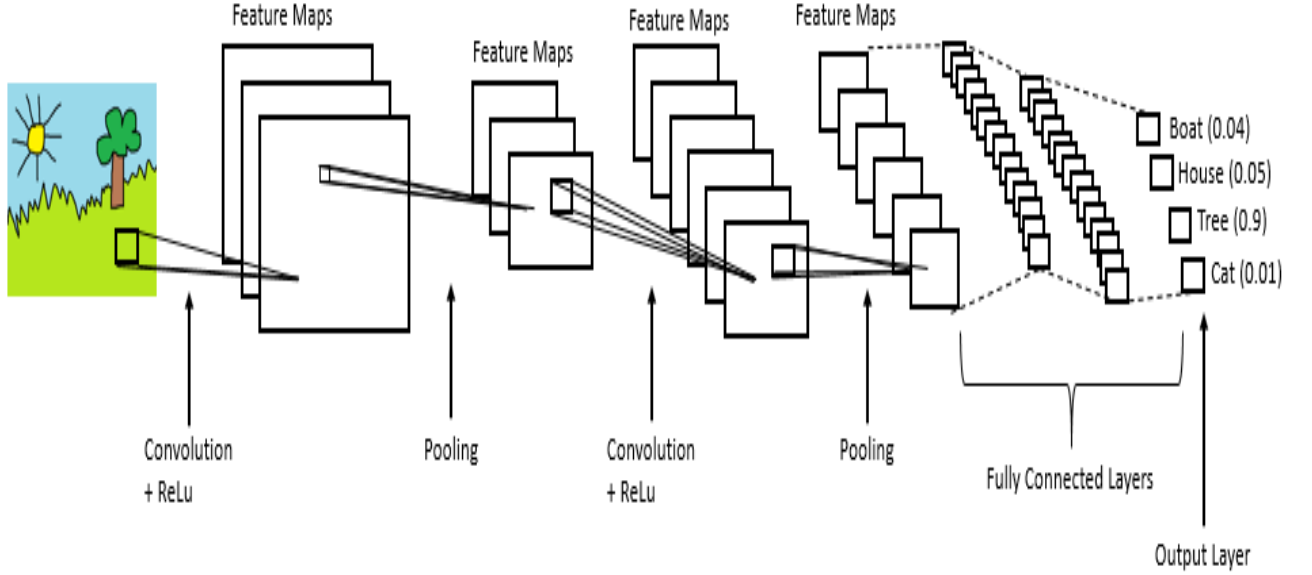 Feature Maps
Feature Maps
Feature Maps
Feature Maps
Boat (0.04)
House (0.05)
Tree (0.9)
Cat (0.01)
Convolution
+ ReLu
Pooling
Convolution
+ ReLu
Pooling
Fully Connected Layers
Output Layer